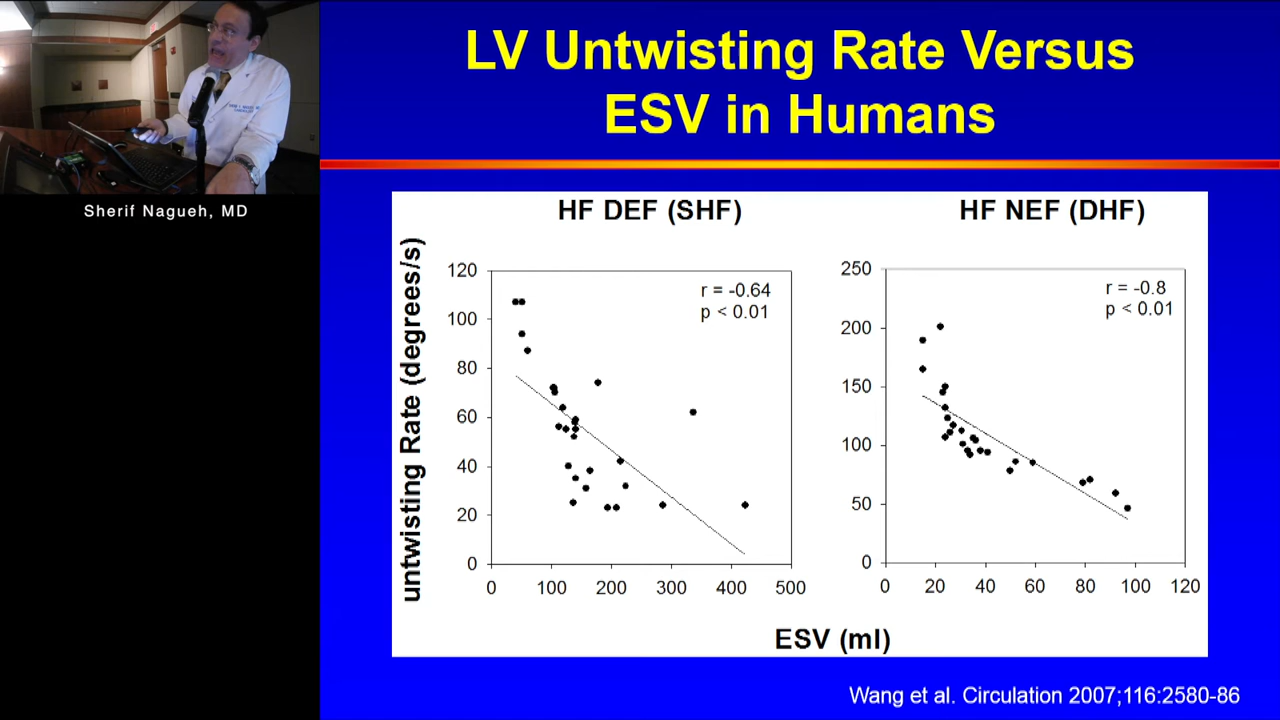 LV Untwisting Rate Versus
ESV in Humans
Sherif Nagueh, MD
HF DEF (SHF)
HF NEF (DHF)
untwisting Rate (degrees/s)
120
100
80
60
40
20
0
r = -0.64
p < 0.01
0 100 200 300 400 500
250
200
150
100
50
0
r = -0.8
p < 0.01
0 20 40 60 80 100 120
ESV (ml)
Wang et al. Circulation 2007;116:2580-86